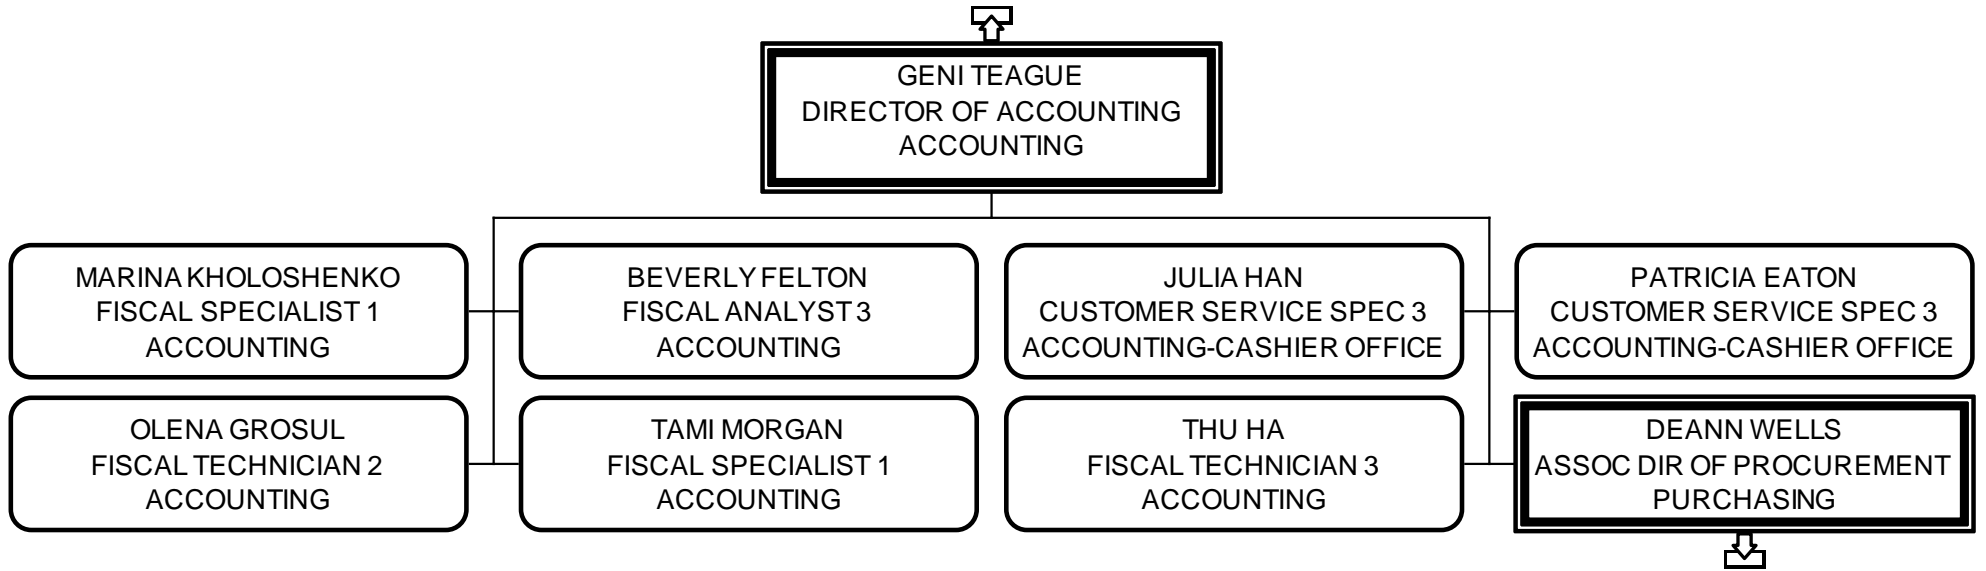 GENI TEAGUE
DIRECTOR OF ACCOUNTING
ACCOUNTING
MARINA KHOLOSHENKO
FISCAL SPECIALIST 1
ACCOUNTING
BEVERLY FELTON
FISCAL ANALYST 3
ACCOUNTING
JULIA HAN
CUSTOMER SERVICE SPEC 3
ACCOUNTING-CASHIER OFFICE
PATRICIA EATON
CUSTOMER SERVICE SPEC 3
ACCOUNTING-CASHIER OFFICE
OLENA GROSUL
FISCAL TECHNICIAN 2
ACCOUNTING
TAMI MORGAN
FISCAL SPECIALIST 1
ACCOUNTING
THU HA
FISCAL TECHNICIAN 3
ACCOUNTING
DEANN WELLS
ASSOC DIR OF PROCUREMENT
PURCHASING